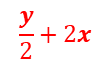 y/2 + 2x